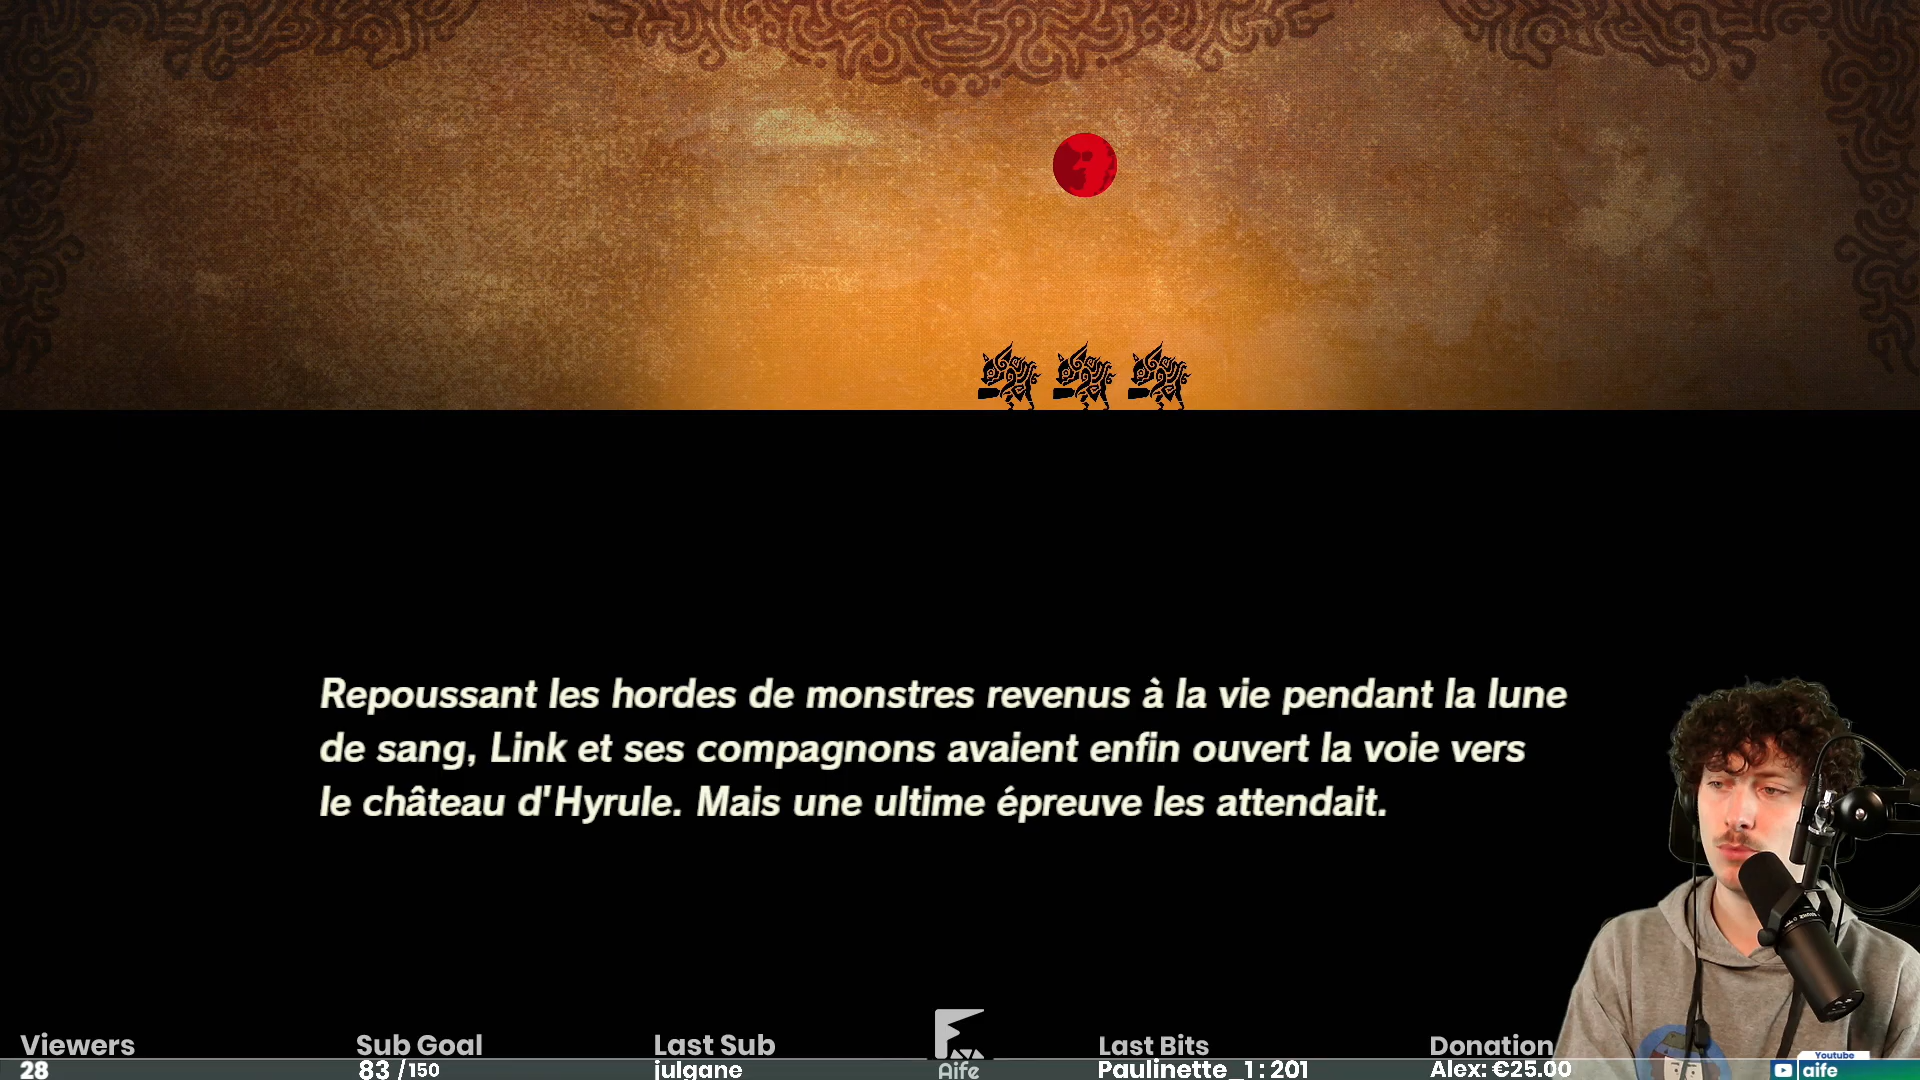 Repoussant les hordes de monstres revenus à la vie pendant la lune
de sang, Link et ses compagnons avaient enfin ouvert la voie vers
le château d'Hyrule. Mais une ultime épreuve les attendait.
Viewers
28
Sub Goal
83 /150
Last Sub
julgane
Aife
Last Bits
Paulinette_1 : 201
Donation
Alex: €25.00
Youtube
aife